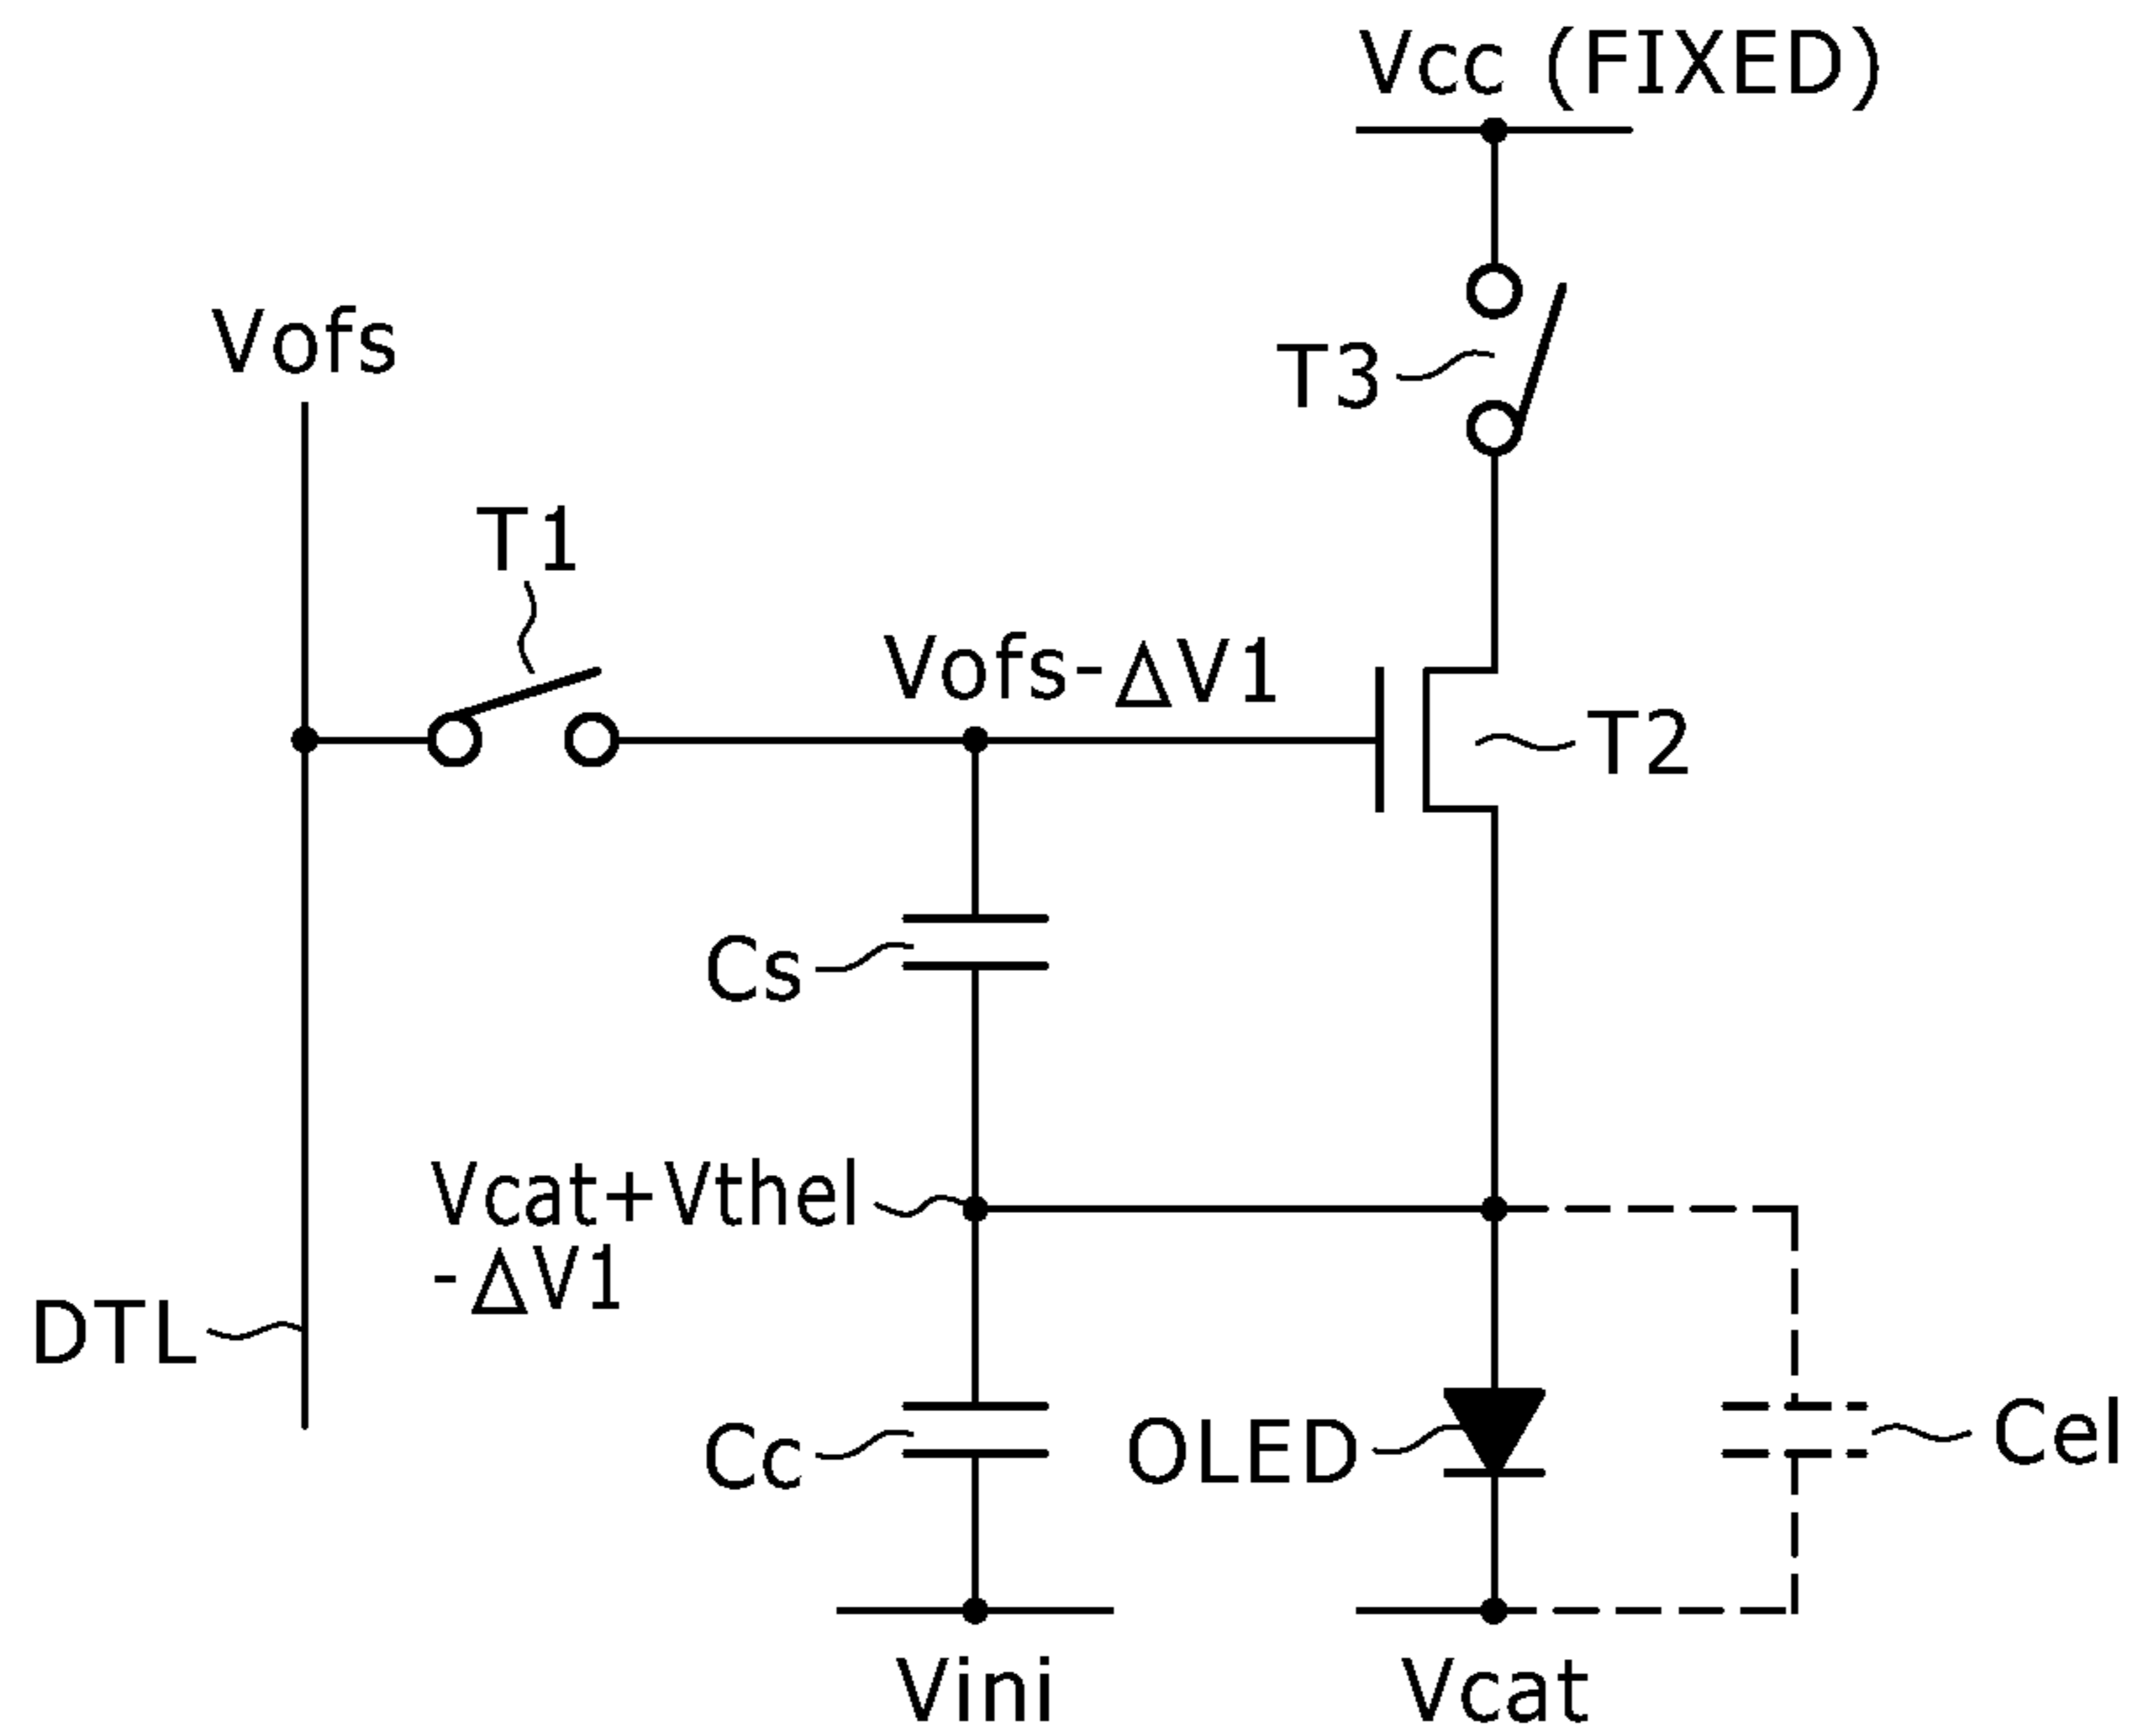 Vcc (FIXED)
Vofs
T3
T1
Vofs-ΔV1
T2
Cs
Vcat+Vthel
-ΔV1
DTL
Cc
OLED
Cel
Vini
Vcat